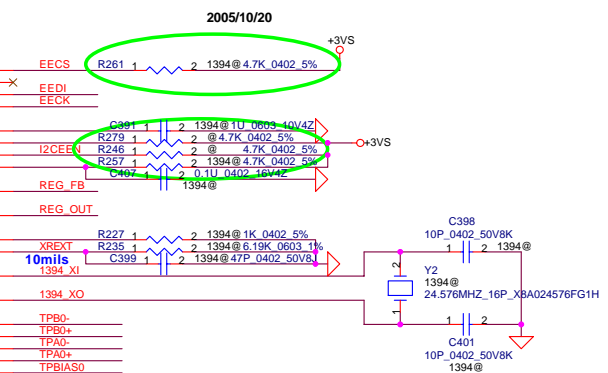 2005/10/20
+3VS
EECS R261 1 2 1394@ 4.7K_0402_5%
EEDI
EECK
C391 1 2 1394@ 1U_0603_10V4Z
R279 1 2 @ 4.7K_0402_5% +3VS
I2CEEN R246 1 2 @ 4.7K_0402_5%
R257 1 2 1394@ 4.7K_0402_5%
C407 1 2 0.1U_0402_16V4Z
1394@
REG_FB
REG_OUT
R227 1 2 1394@ 1K_0402_5%
XREXT R235 1 2 1394@ 6.19K_0603_1%
10mils C399 1 2 1394@ 47P_0402_50V8J
1394_XI
1394_XO
C398
10P_0402_50V8K
1 2 1394@
2
Y2
1394@
24.576MHZ_16P_X8A024576FG1H
1
1 2
C401
10P_0402_50V8K
1394@
TPB0-
TPB0+
TPA0-
TPA0+
TPBIAS0